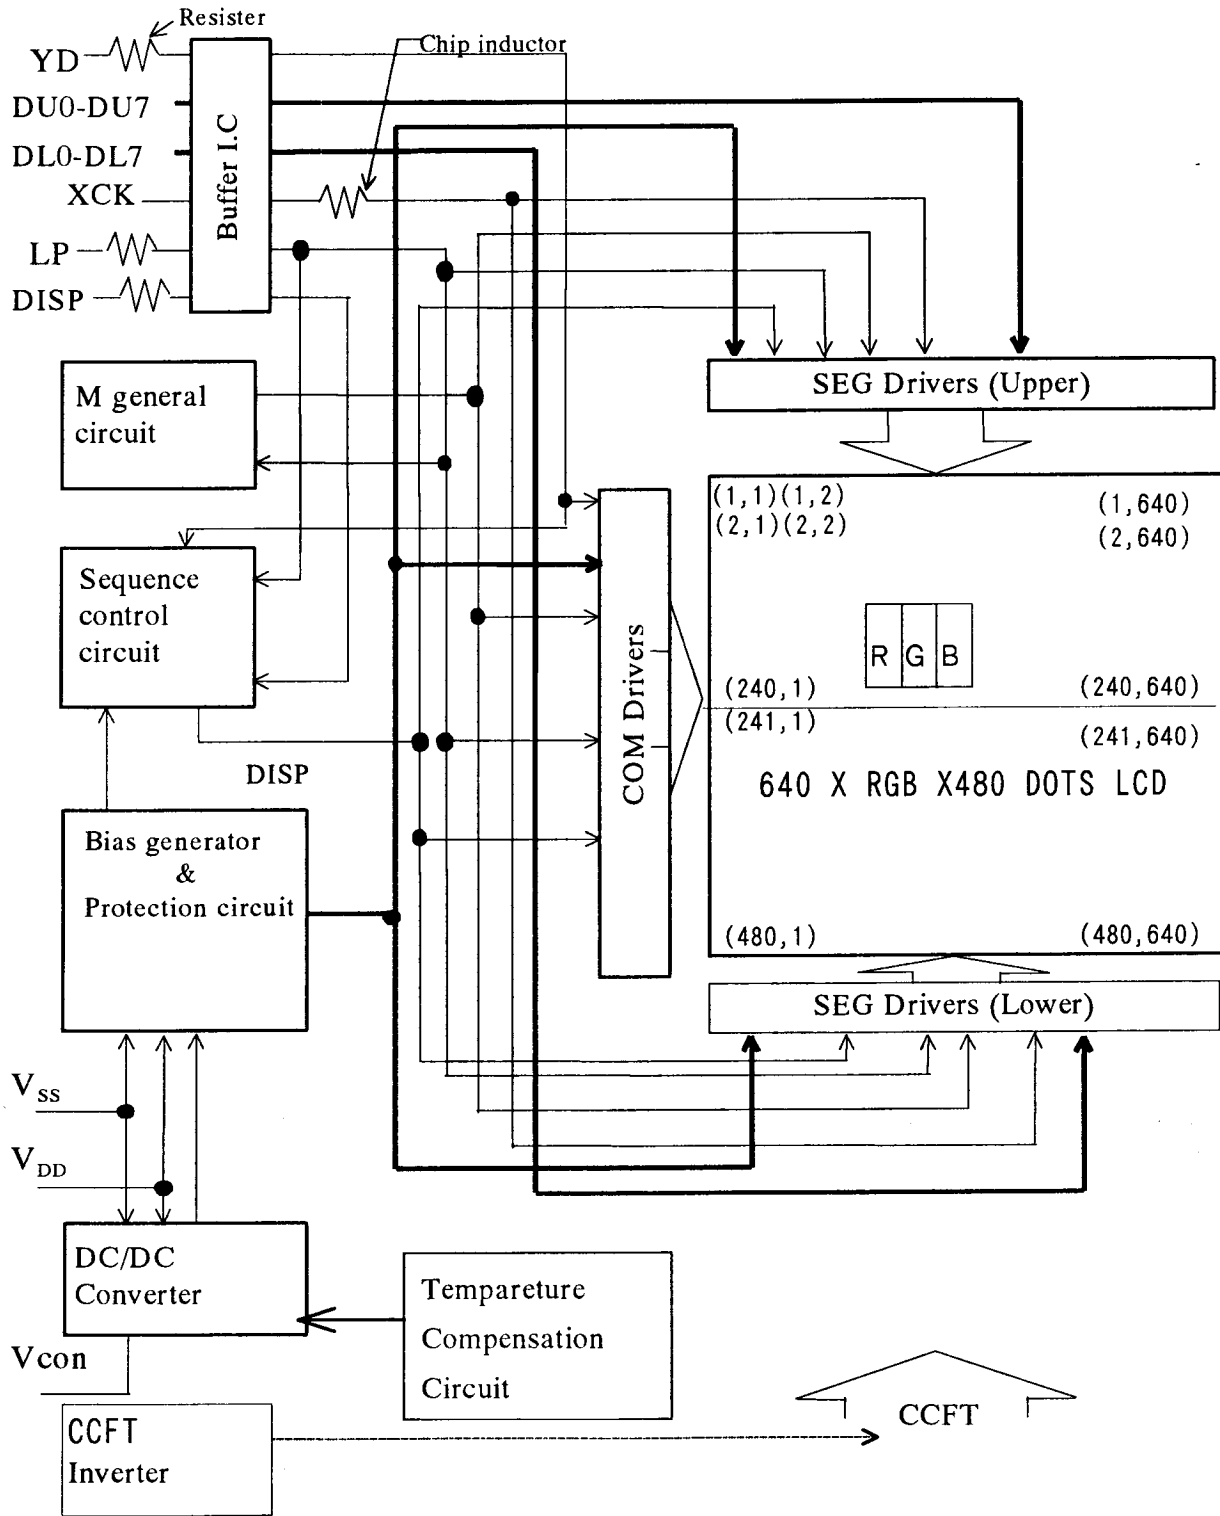 Resister
Chip inductor
YD
DU0-DU7
DL0-DL7
XCK
LP
DISP
Buffer I.C
M general
circuit
SEG Drivers (Upper)
(1,1)(1,2)
(1,640)
(2,1)(2,2)
(2,640)
Sequence
control
circuit
COM Drivers
R G B
(240,1)
(240,640)
(241,1)
(241,640)
DISP
640 X RGB X480 DOTS LCD
Bias generator
&
Protection circuit
(480,1)
(480,640)
SEG Drivers (Lower)
VSS
VDD
DC/DC
Converter
Tempareture
Compensation
Circuit
Vcon
CCFT
Inverter
CCFT